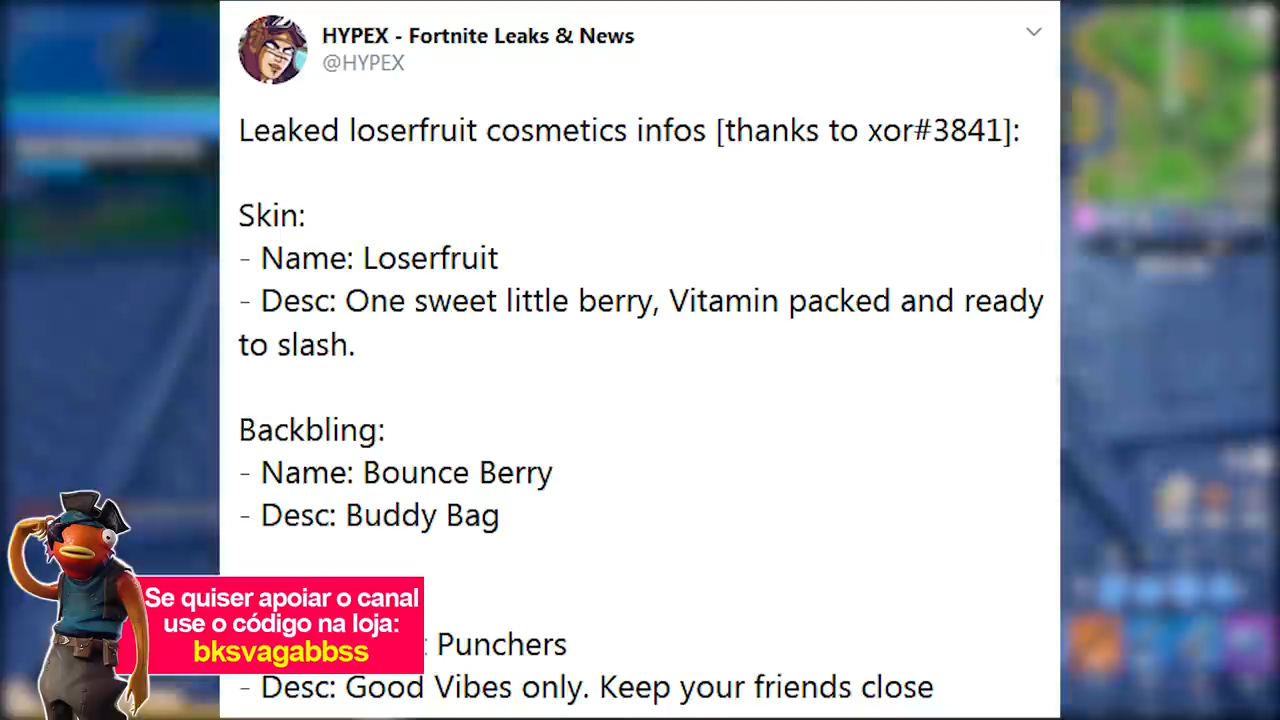 HYPEX - Fortnite Leaks & News
@HYPEX
Leaked loserfruit cosmetics infos [thanks to xor#3841]:
Skin:
- Name: Loserfruit
- Desc: One sweet little berry, Vitamin packed and ready
to slash.
Backbling:
- Name: Bounce Berry
- Desc: Buddy Bag
: Punchers
- Desc: Good Vibes only. Keep your friends close
Se quiser apoiar o canal
use o código na loja:
bksvagabbss